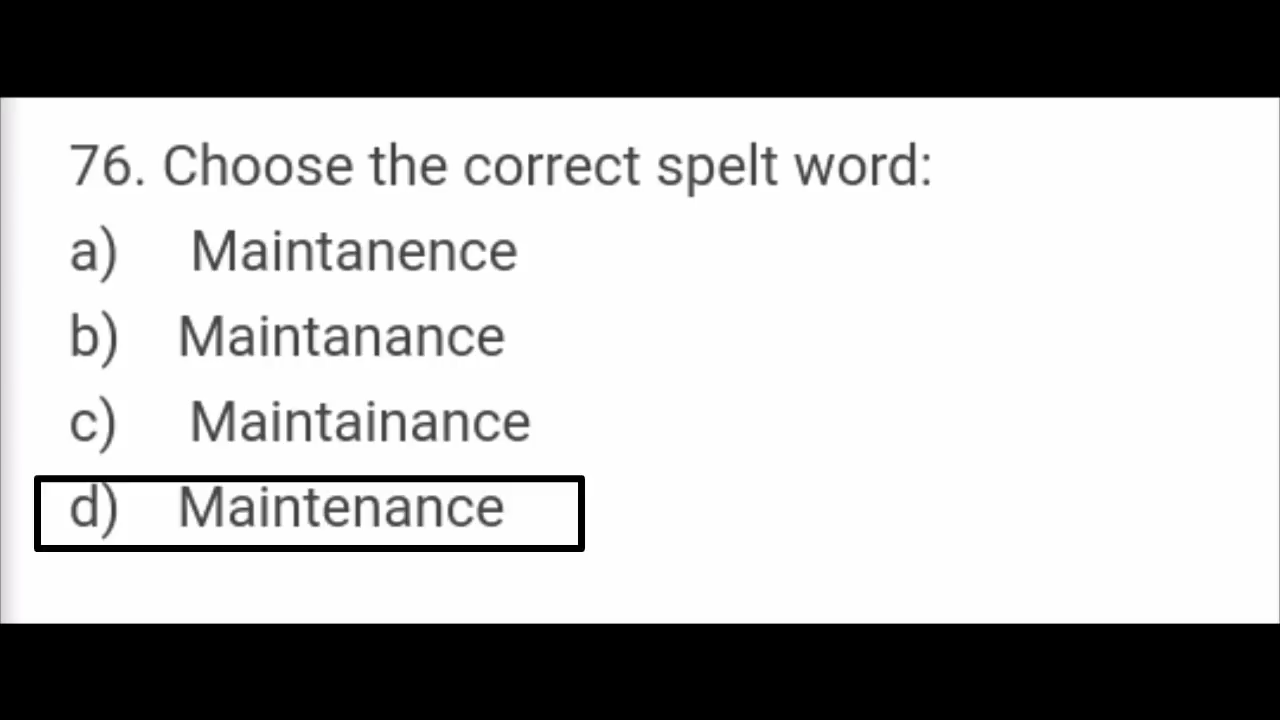 76. Choose the correct spelt word:
a) Maintanence
b) Maintanance
c) Maintainance
d) Maintenance